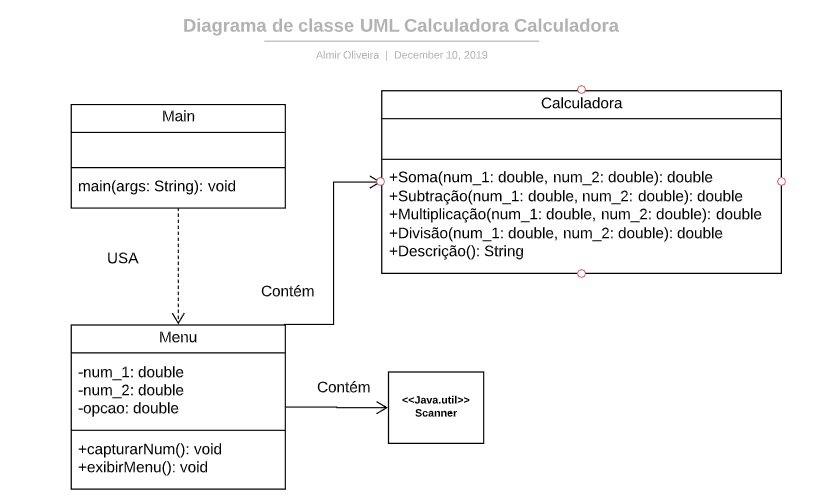 Diagrama de classe UML Calculadora Calculadora
Almir Oliveira | December 10, 2019
Main
main(args: String): void
USA
Calculadora
+Soma(num_1: double, num_2: double): double
+Subtração(num_1: double, num_2: double): double
+Multiplicação(num_1: double, num_2: double): double
+Divisão(num_1: double, num_2: double): double
+Descrição(): String
Contém
Menu
-num_1: double
-num_2: double
-opcao: double
+capturarNum(): void
+exibirMenu(): void
Contém
<<Java.util>>
Scanner